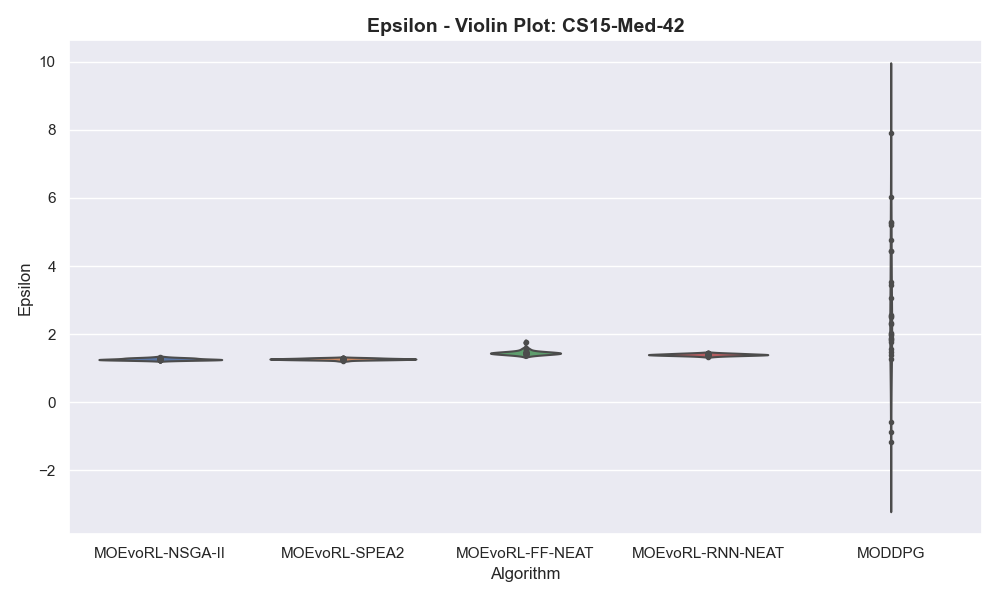 Epsilon - Violin Plot: CS15-Med-42
10
8
6
4
2
0
−2
Epsilon
MOEvoRL-NSGA-II
MOEvoRL-SPEA2
MOEvoRL-FF-NEAT
MOEvoRL-RNN-NEAT
MODDPG
Algorithm